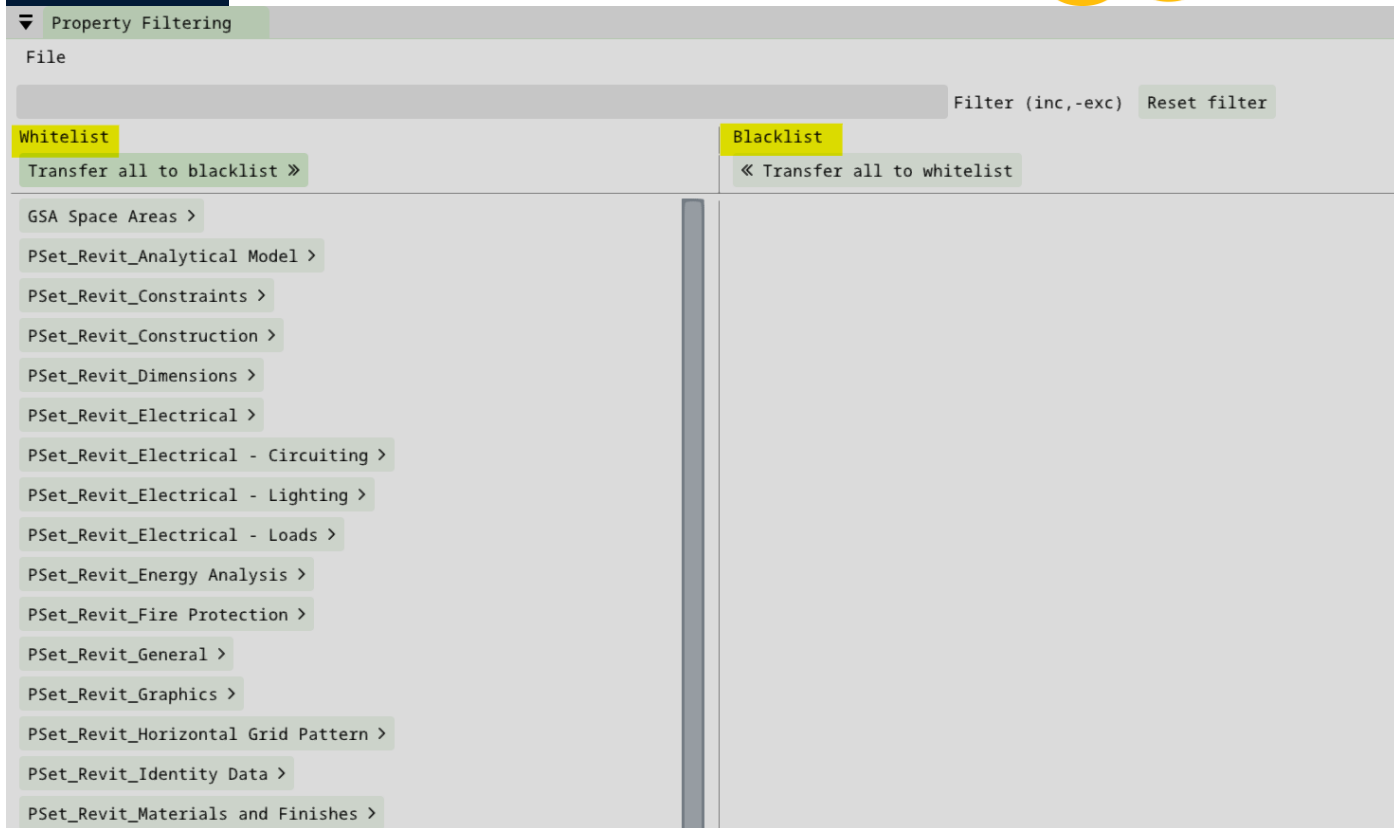 Property Filtering
File
Filter (inc,-exc) Reset filter
Whitelist Blacklist
Transfer all to blacklist » « Transfer all to whitelist
GSA Space Areas >
PSet_Revit_Analytical Model >
PSet_Revit_Constraints >
PSet_Revit_Construction >
PSet_Revit_Dimensions >
PSet_Revit_Electrical >
PSet_Revit_Electrical - Circuiting >
PSet_Revit_Electrical - Lighting >
PSet_Revit_Electrical - Loads >
PSet_Revit_Energy Analysis >
PSet_Revit_Fire Protection >
PSet_Revit_General >
PSet_Revit_Graphics >
PSet_Revit_Horizontal Grid Pattern >
PSet_Revit_Identity Data >
PSet_Revit_Materials and Finishes >